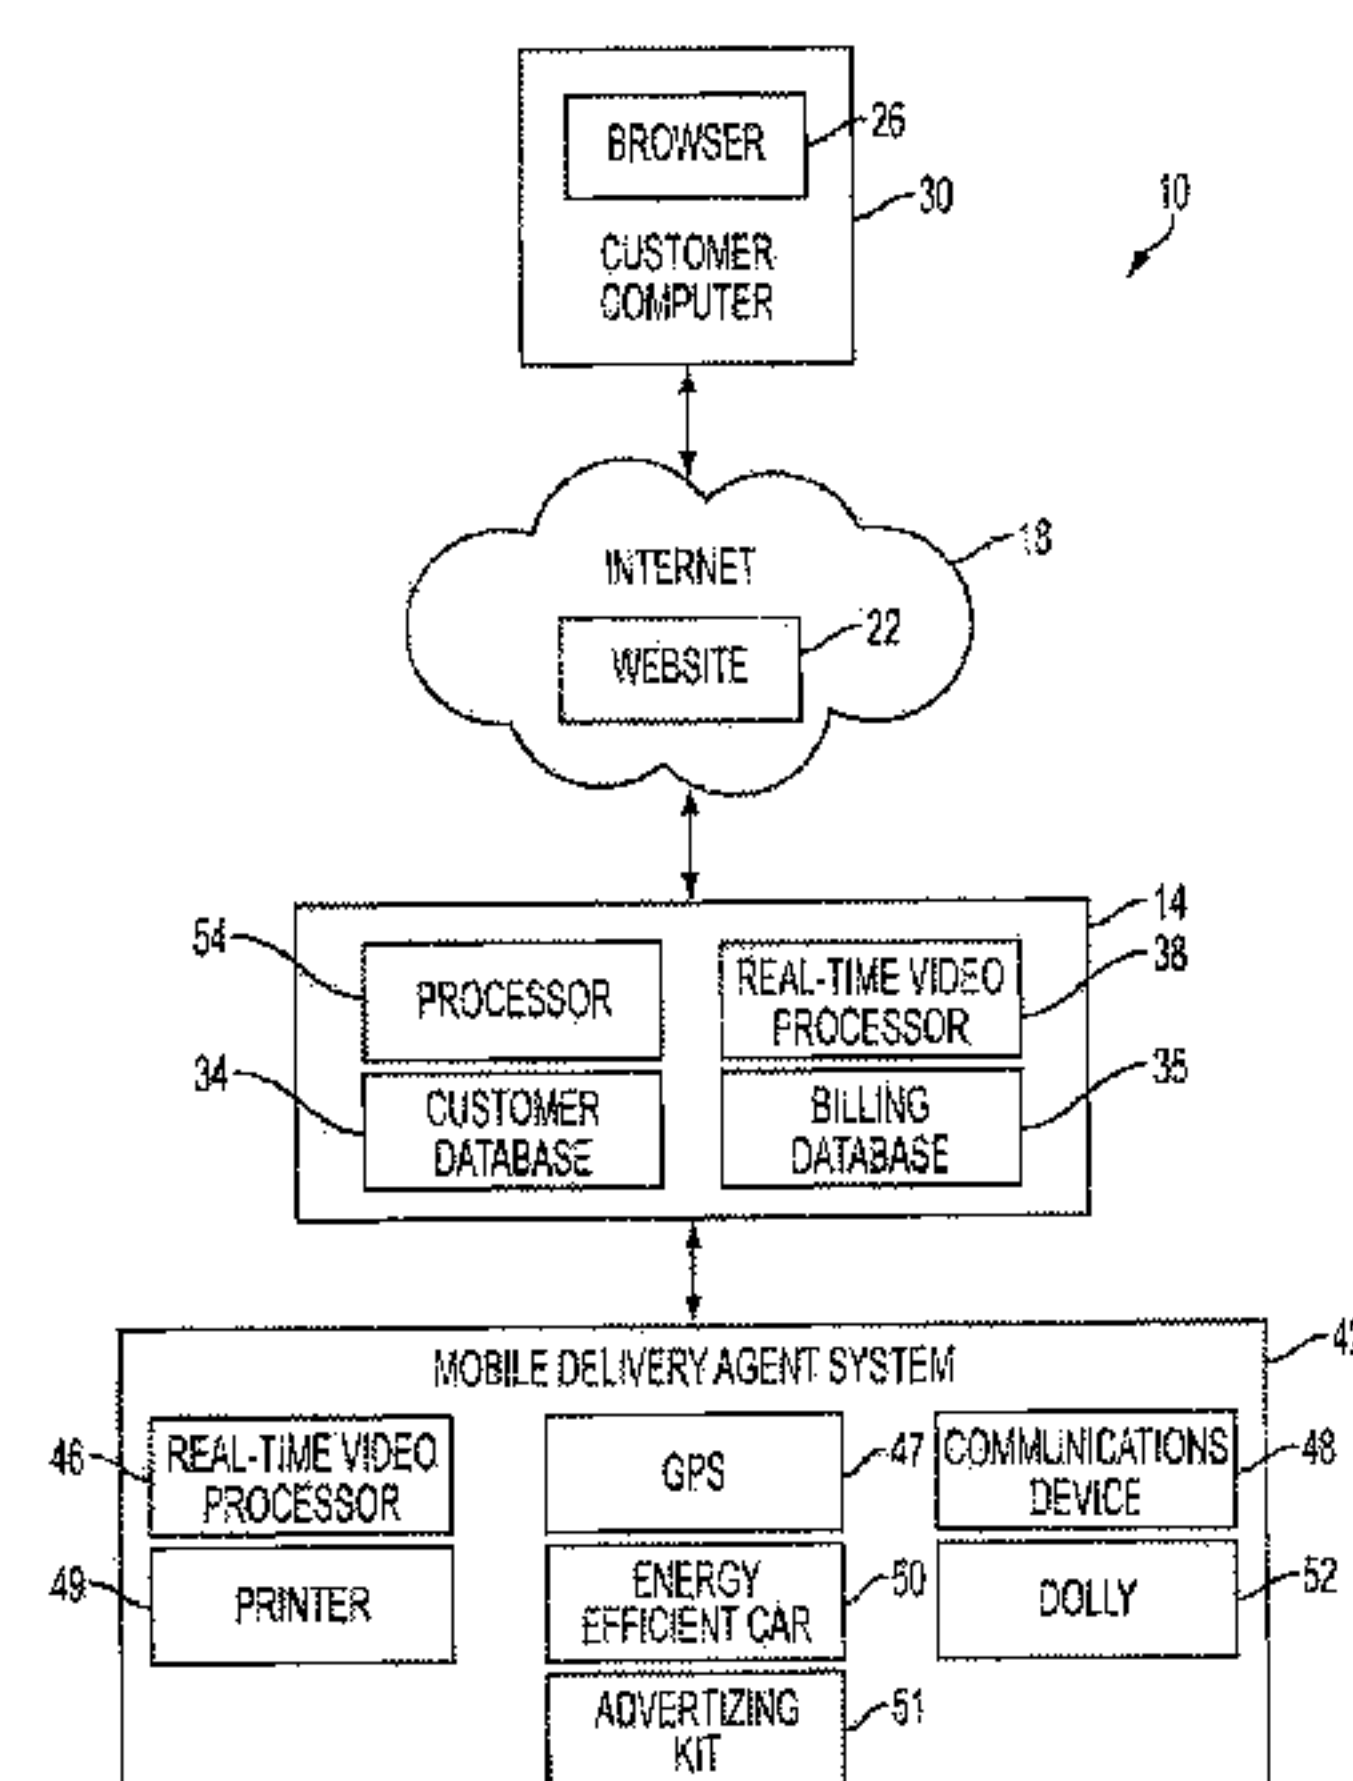 BROWSER
26
CUSTOMER
COMPUTER
30
10
INTERNET
18
WEBSITE
22
14
54
PROCESSOR
REAL-TIME VIDEO
PROCESSOR
38
34
CUSTOMER
DATABASE
BILLING
DATABASE
35
MOBILE DELIVERY AGENT SYSTEM
46
REAL-TIME VIDEO
PROCESSOR
GPS
47
COMMUNICATIONS
DEVICE
48
49
PRINTER
ENERGY
EFFICIENT CAR
50
DOLLY
52
ADVERTIZING
KIT
51